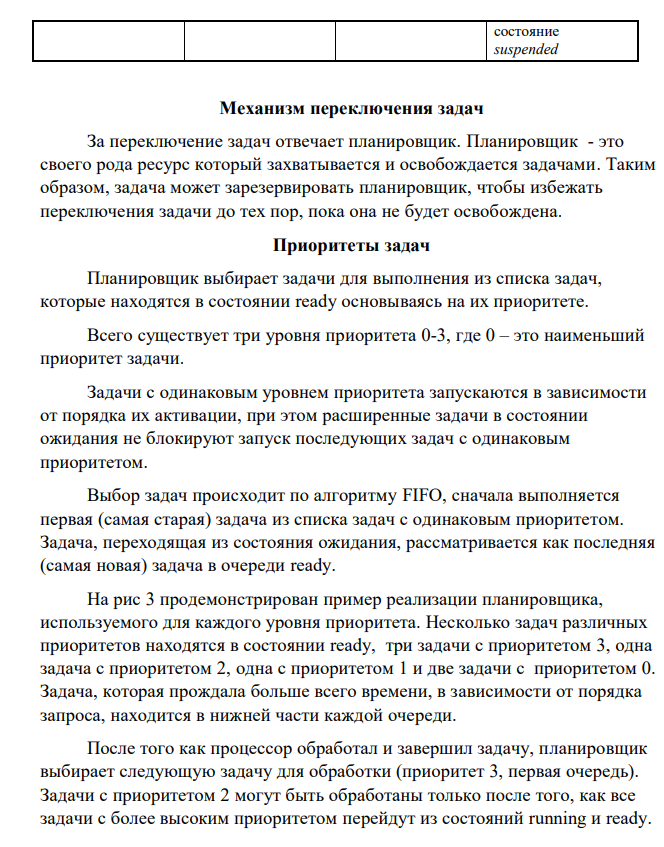 состояние
suspended
Механизм переключения задач
За переключение задач отвечает планировщик. Планировщик - это
своего рода ресурс который захватывается и освобождается задачами. Таким
образом, задача может зарезервировать планировщик, чтобы избежать
переключения задачи до тех пор, пока она не будет освобождена.
Приоритеты задач
Планировщик выбирает задачи для выполнения из списка задач,
которые находятся в состоянии ready основываясь на их приоритете.
Всего существует три уровня приоритета 0-3, где 0 – это наименьший
приоритет задачи.
Задачи с одинаковым уровнем приоритета запускаются в зависимости
от порядка их активации, при этом расширенные задачи в состоянии
ожидания не блокируют запуск последующих задач с одинаковым
приоритетом.
Выбор задач происходит по алгоритму FIFO, сначала выполняется
первая (самая старая) задача из списка задач с одинаковым приоритетом.
Задача, переходящая из состояния ожидания, рассматривается как последняя
(самая новая) задача в очереди ready.
На рис 3 продемонстрирован пример реализации планировщика,
используемого для каждого уровня приоритета. Несколько задач различных
приоритетов находятся в состоянии ready, три задачи с приоритетом 3, одна
задача с приоритетом 2, одна с приоритетом 1 и две задачи с приоритетом 0.
Задача, которая прождала больше всего времени, в зависимости от порядка
запроса, находится в нижней части каждой очереди.
После того как процессор обработал и завершил задачу, планировщик
выбирает следующую задачу для обработки (приоритет 3, первая очередь).
Задачи с приоритетом 2 могут быть обработаны только после того, как все
задачи с более высоким приоритетом перейдут из состояний running и ready.